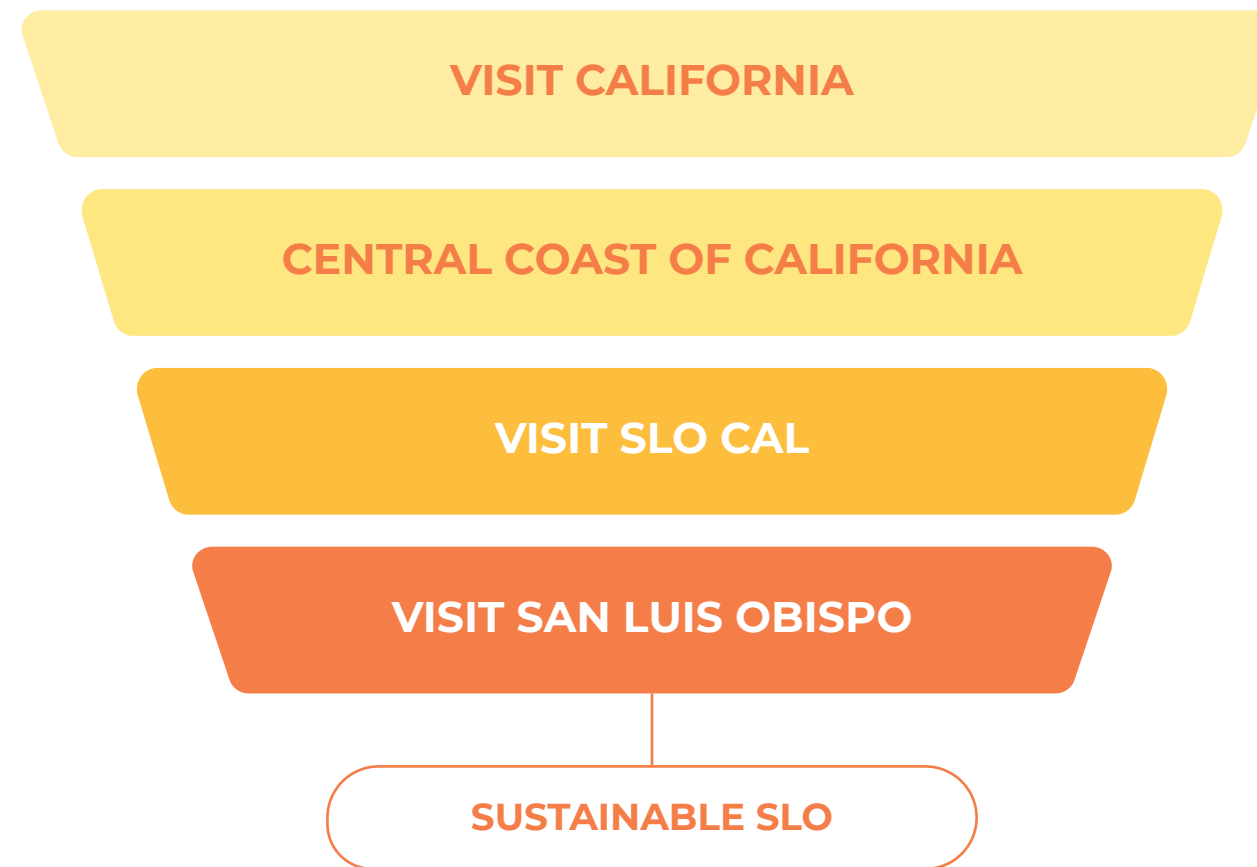 VISIT CALIFORNIA
CENTRAL COAST OF CALIFORNIA
VISIT SLO CAL
VISIT SAN LUIS OBISPO
SUSTAINABLE SLO